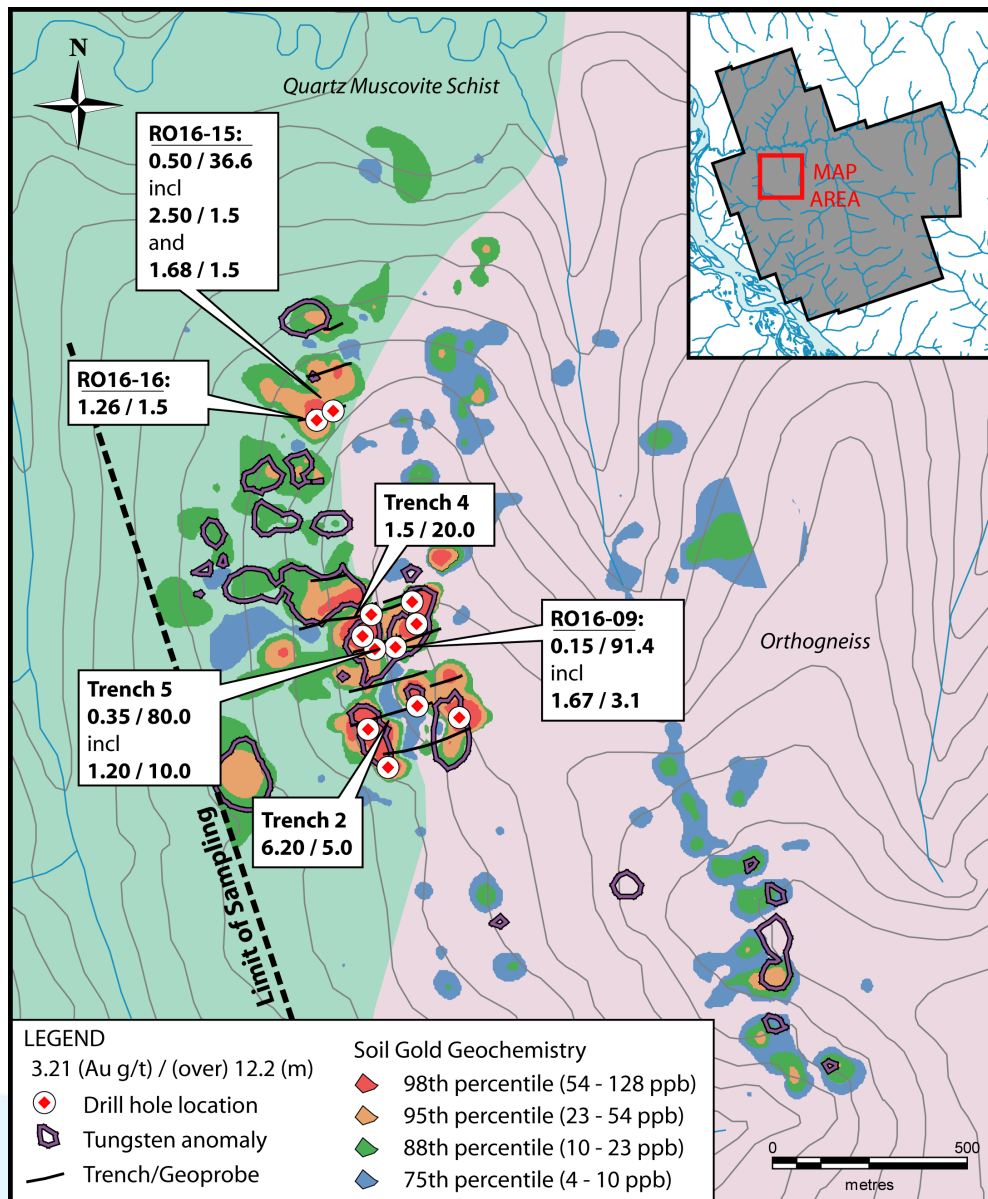 N
Quartz Muscovite Schist
MAP
AREA
RO16-15:
0.50 / 36.6
incl
2.50 / 1.5
and
1.68 / 1.5
RO16-16:
1.26 / 1.5
Trench 4
1.5 / 20.0
RO16-09:
0.15 / 91.4
incl
1.67 / 3.1
Orthogneiss
Trench 5
0.35 / 80.0
incl
1.20 / 10.0
Trench 2
6.20 / 5.0
Limit of Sampling
LEGEND
3.21 (Au g/t) / (over) 12.2 (m)
Drill hole location
Tungsten anomaly
Trench/Geoprobe
Soil Gold Geochemistry
98th percentile (54 - 128 ppb)
95th percentile (23 - 54 ppb)
88th percentile (10 - 23 ppb)
75th percentile (4 - 10 ppb)
0 500
metres